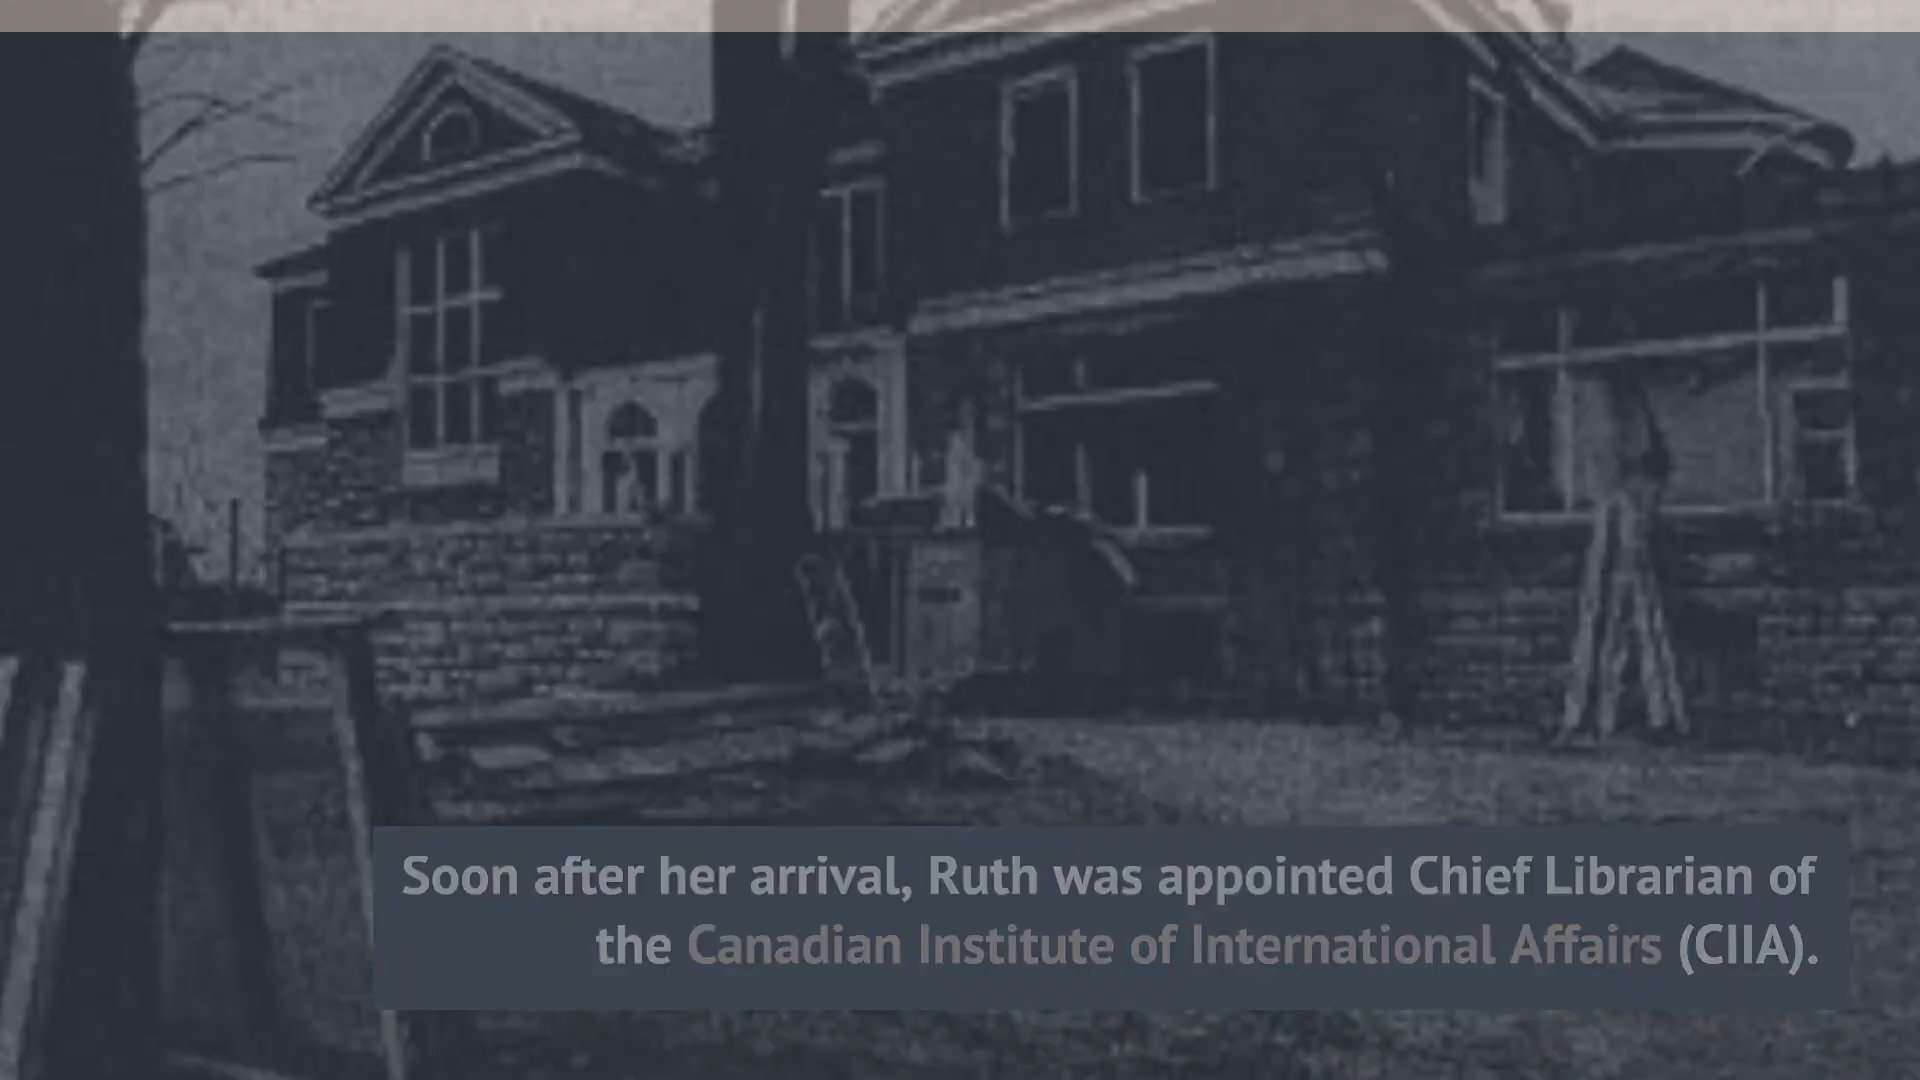 Soon after her arrival, Ruth was appointed Chief Librarian of
the Canadian Institute of International Affairs (CIIA).